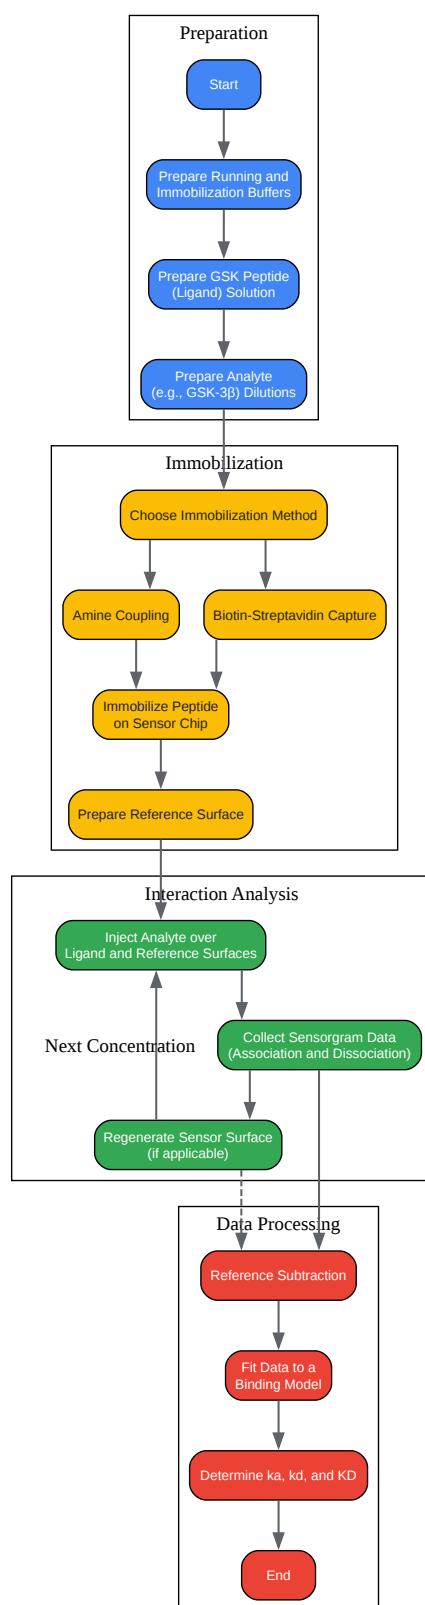 Preparation
Start
Prepare Running and
Immobilization Buffers
Prepare GSK Peptide
(Ligand) Solution
Prepare Analyte
(e.g., GSK-3β) Dilutions
Immobilization
Choose Immobilization Method
Amine Coupling
Biotin-Streptavidin Capture
Immobilize Peptide
on Sensor Chip
Prepare Reference Surface
Interaction Analysis
Inject Analyte over
Ligand and Reference Surfaces
Next Concentration
Collect Sensorgram Data
(Association and Dissociation)
Regenerate Sensor Surface
(if applicable)
Data Processing
Reference Subtraction
Fit Data to a
Binding Model
Determine ka, kd, and KD
End